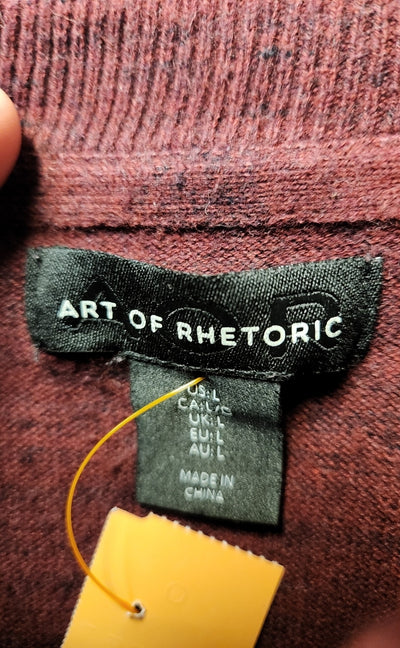 ART OF RHETORIC
US: L
CA: L/G
UK: L
EU: L
AU: L
MADE IN
CHINA